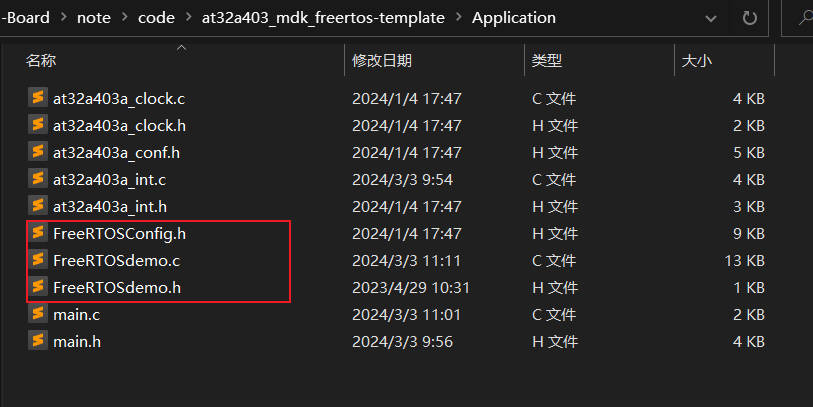 -Board > note > code > at32a403_mdk_freertos-template > Application
名称 修改日期 类型 大小
at32a403a_clock.c 2024/1/4 17:47 C 文件 4 KB
at32a403a_clock.h 2024/1/4 17:47 H 文件 2 KB
at32a403a_conf.h 2024/1/4 17:47 H 文件 5 KB
at32a403a_int.c 2024/3/3 9:54 C 文件 4 KB
at32a403a_int.h 2024/1/4 17:47 H 文件 3 KB
FreeRTOSConfig.h 2024/1/4 17:47 H 文件 9 KB
FreeRTOSdemo.c 2024/3/3 11:11 C 文件 13 KB
FreeRTOSdemo.h 2023/4/29 10:31 H 文件 1 KB
main.c 2024/3/3 11:01 C 文件 2 KB
main.h 2024/3/3 9:56 H 文件 4 KB